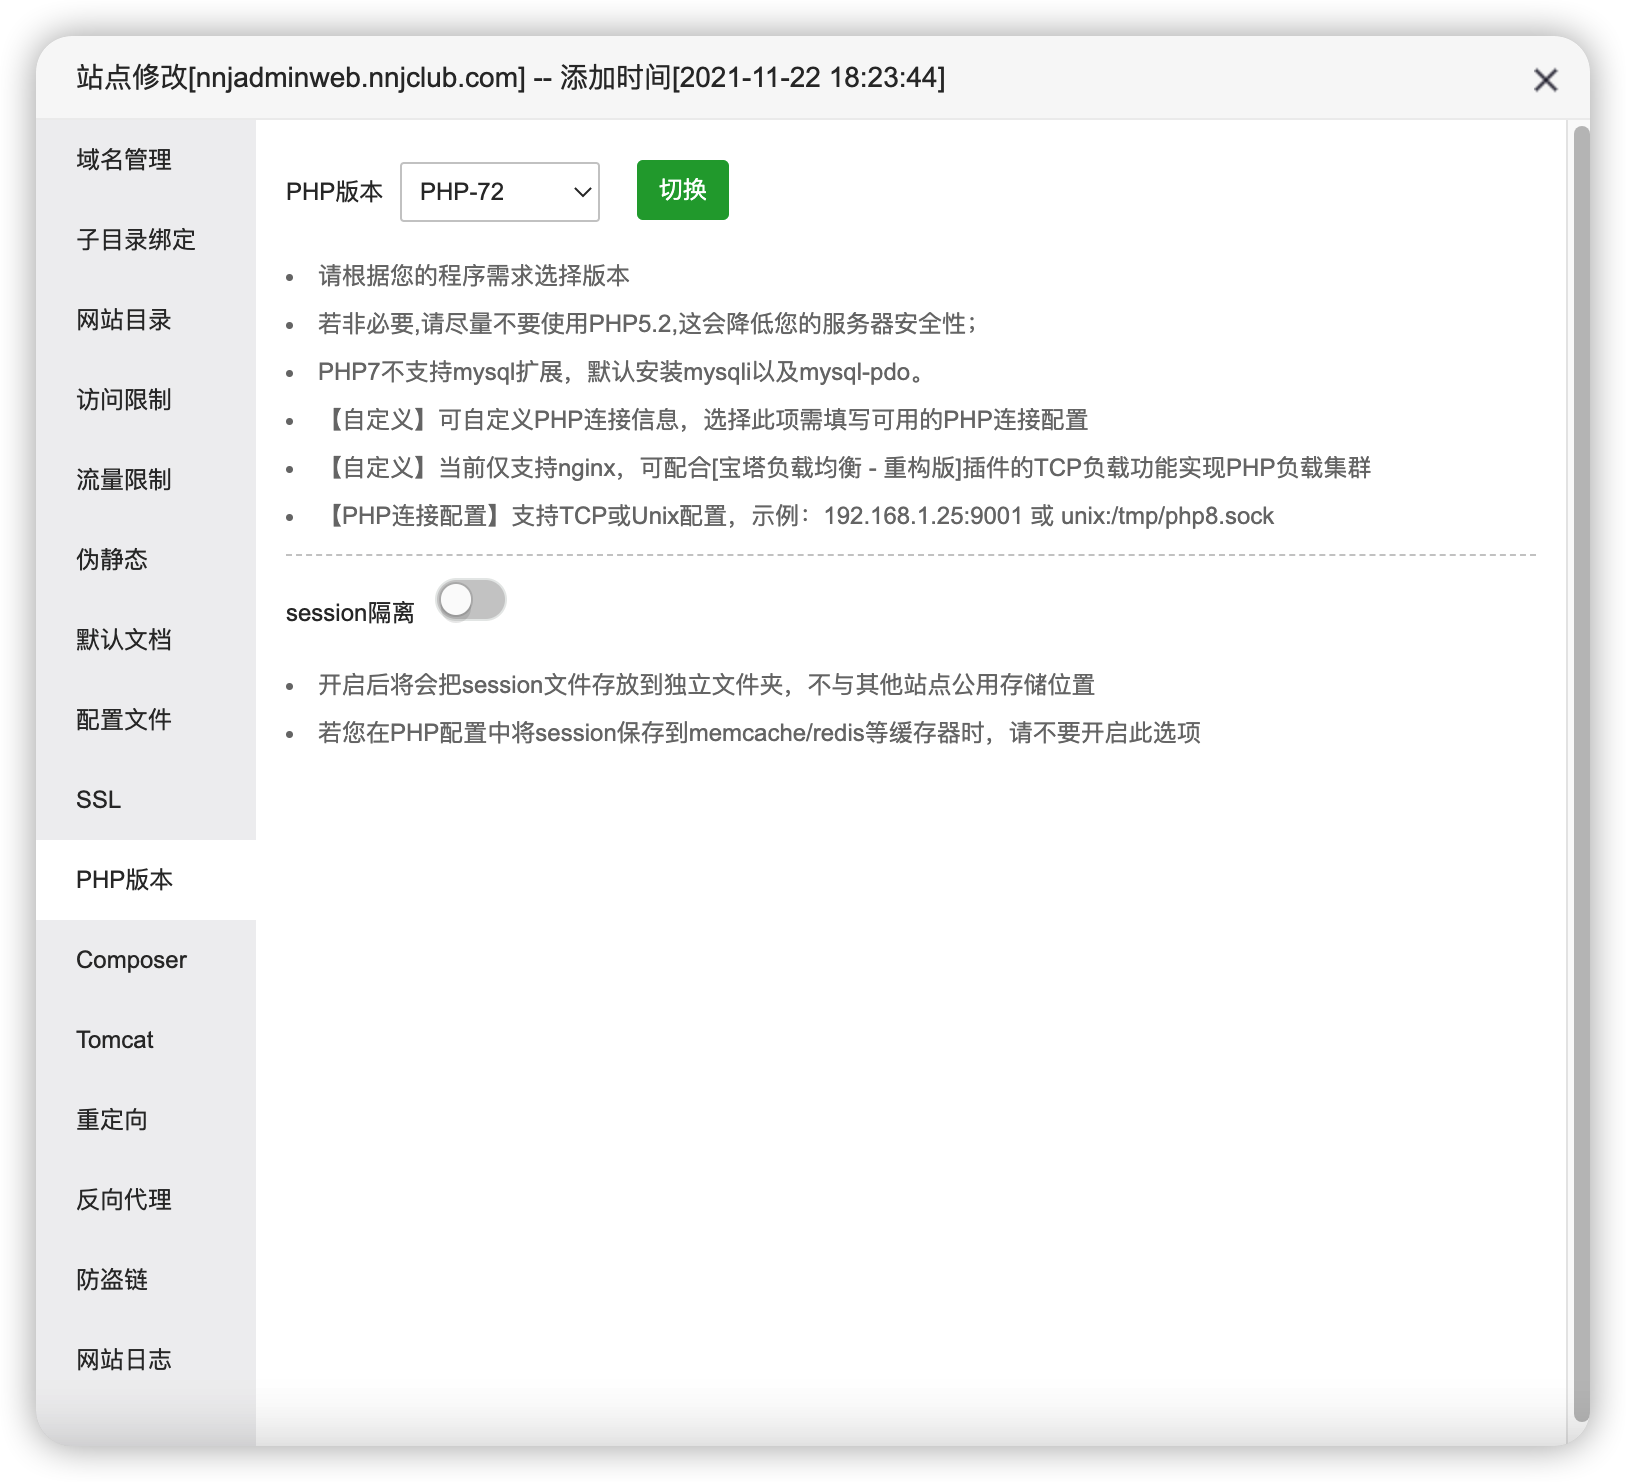 站点修改[nnjadminweb.nnjclub.com] -- 添加时间[2021-11-22 18:23:44]
域名管理
子目录绑定
网站目录
访问限制
流量限制
伪静态
默认文档
配置文件
SSL
PHP版本
Composer
Tomcat
重定向
反向代理
防盗链
网站日志
PHP版本 PHP-72 切换
请根据您的程序需求选择版本
若非必要,请尽量不要使用PHP5.2,这会降低您的服务器安全性；
PHP7不支持mysql扩展，默认安装mysqli以及mysql-pdo。
【自定义】可自定义PHP连接信息，选择此项需填写可用的PHP连接配置
【自定义】当前仅支持nginx，可配合[宝塔负载均衡 - 重构版]插件的TCP负载功能实现PHP负载集群
【PHP连接配置】支持TCP或Unix配置，示例：192.168.1.25:9001 或 unix:/tmp/php8.sock
session隔离
开启后将会把session文件存放到独立文件夹，不与其他站点公用存储位置
若您在PHP配置中将session保存到memcache/redis等缓存器时，请不要开启此选项